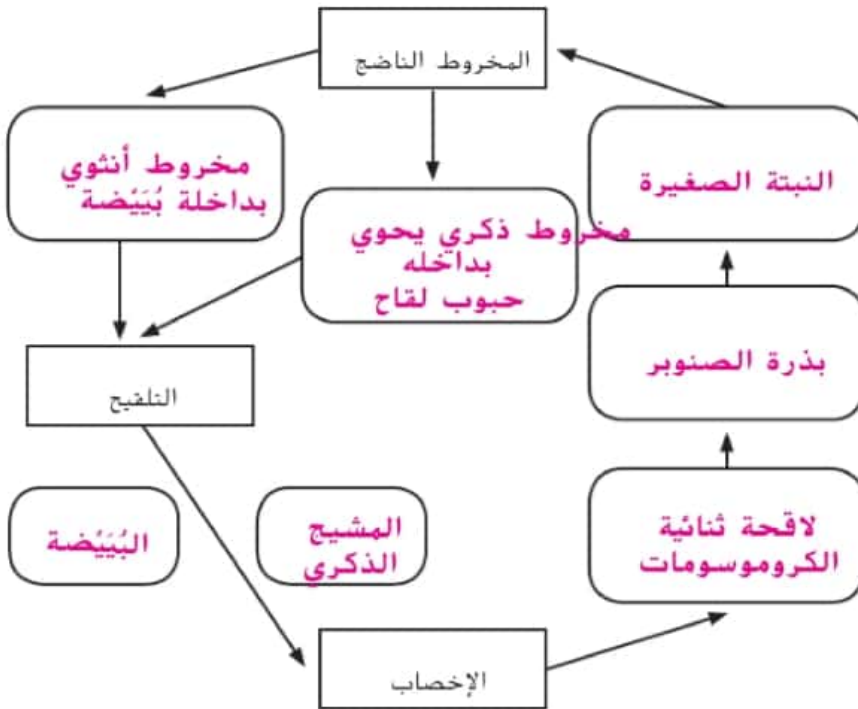 المخروط الناضج
مخروط أنثوي
بداخلة بُيَيْضة
مخروط ذكري يحوي
بداخله
حبوب لقاح
النبتة الصغيرة
بذرة الصنوبر
التلقيح
البُيَيْضة
المشيج
الذكري
لاقحة ثنائية
الكروموسومات
الإخصاب